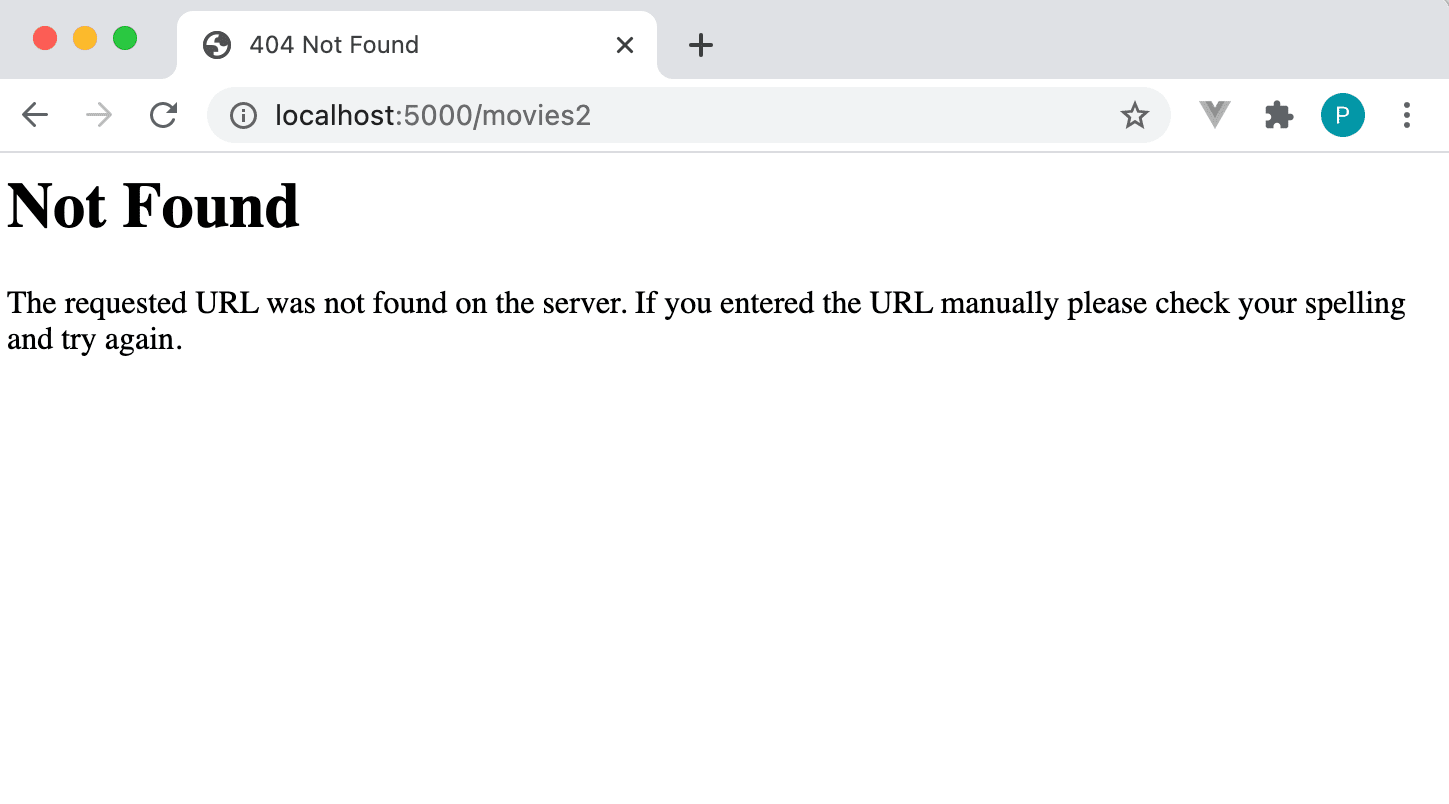 404 Not Found
localhost:5000/movies2
P
Not Found
The requested URL was not found on the server. If you entered the URL manually please check your spelling
and try again.